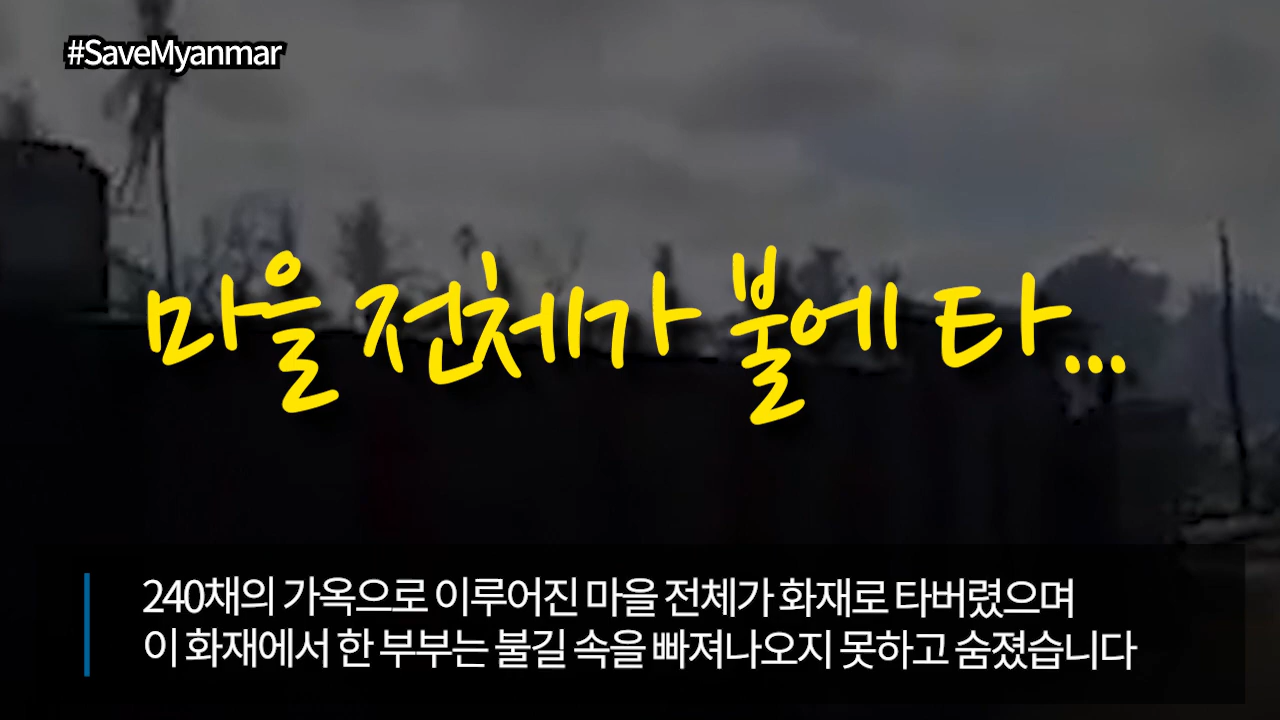 #SaveMyanmar
마을 전체가 불에 타...
240채의 가옥으로 이루어진 마을 전체가 화재로 타버렸으며
이 화재에서 한 부부는 불길 속을 빠져나오지 못하고 숨졌습니다